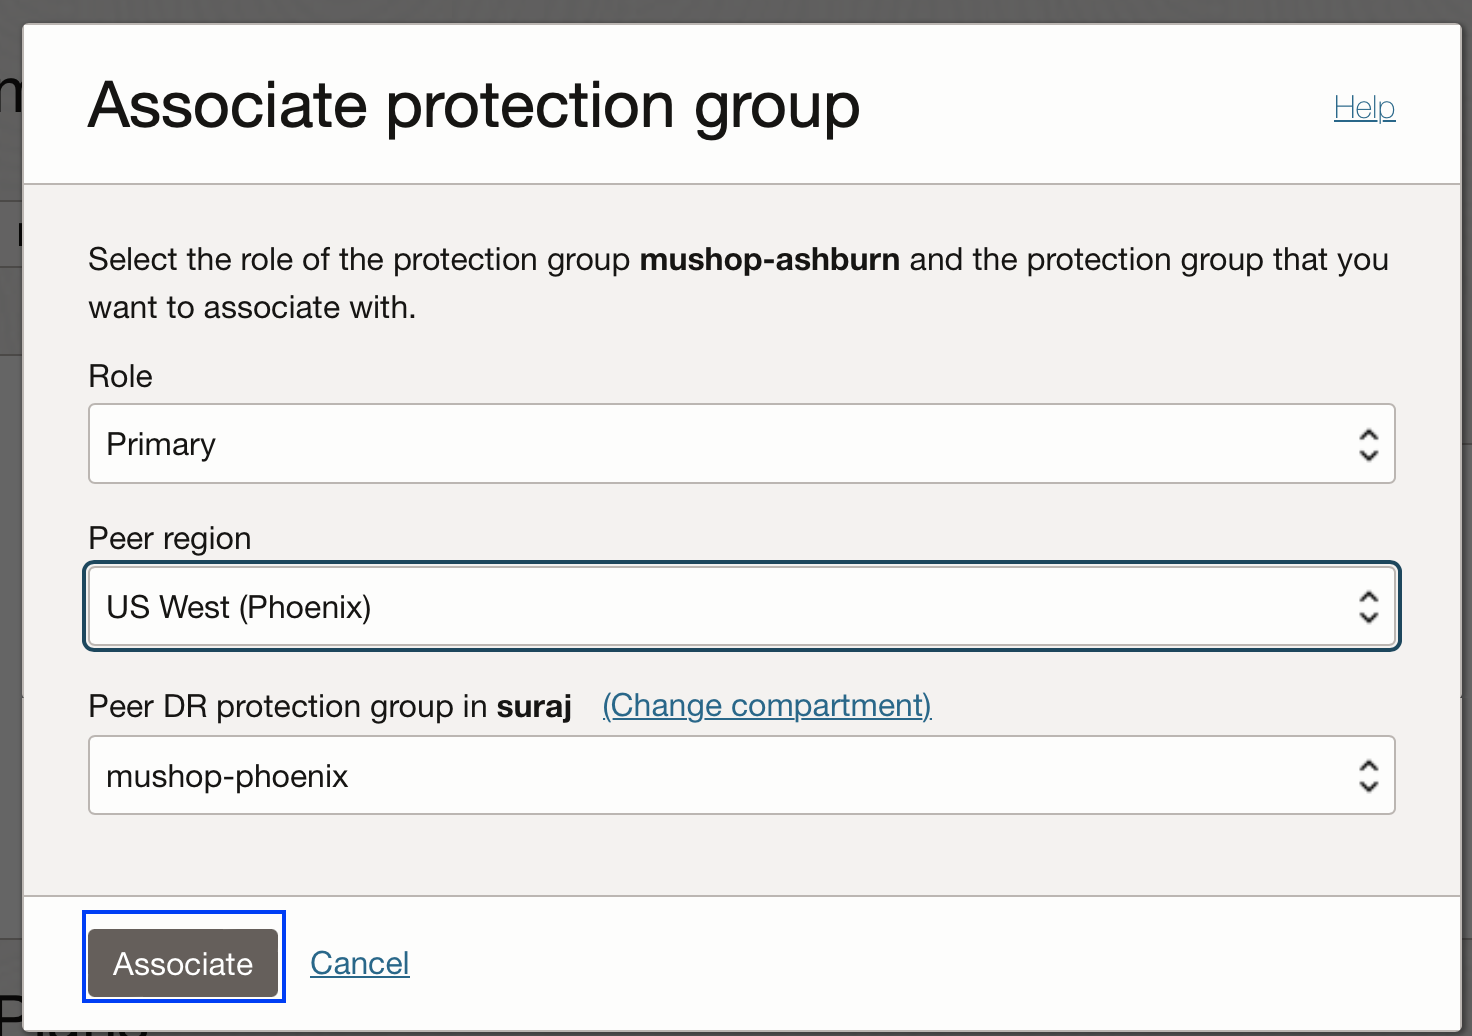 Associate protection group
Help
Select the role of the protection group mushop-ashburn and the protection group that you
want to associate with.
Role
Primary
Peer region
US West (Phoenix)
Peer DR protection group in suraj (Change compartment)
mushop-phoenix
Associate
Cancel